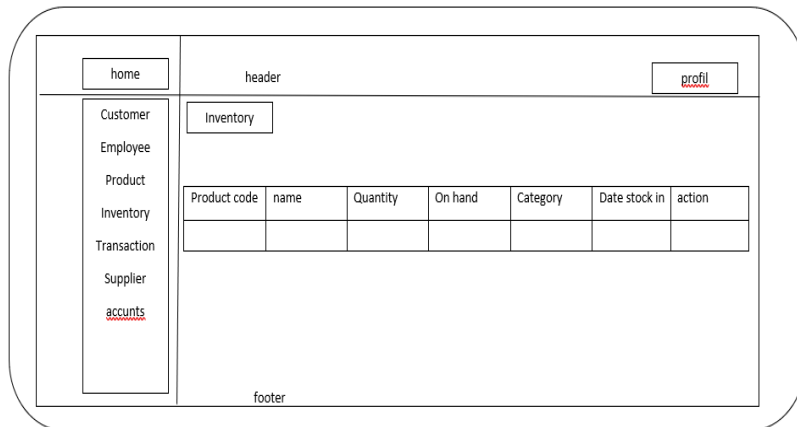 home
header
profil
Customer
Employee
Product
Inventory
Transaction
Supplier
accunts
Inventory
Product code name Quantity On hand Category Date stock in action
footer